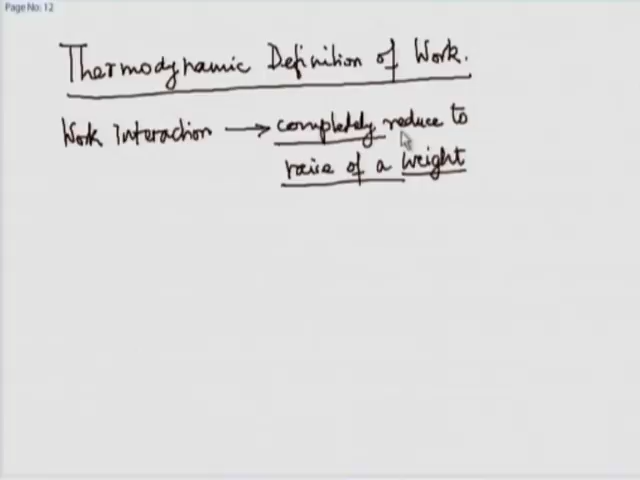 Page No: 12
Thermodynamic Definition of Work.
Work Interaction → completely reduce to
raise of a weight